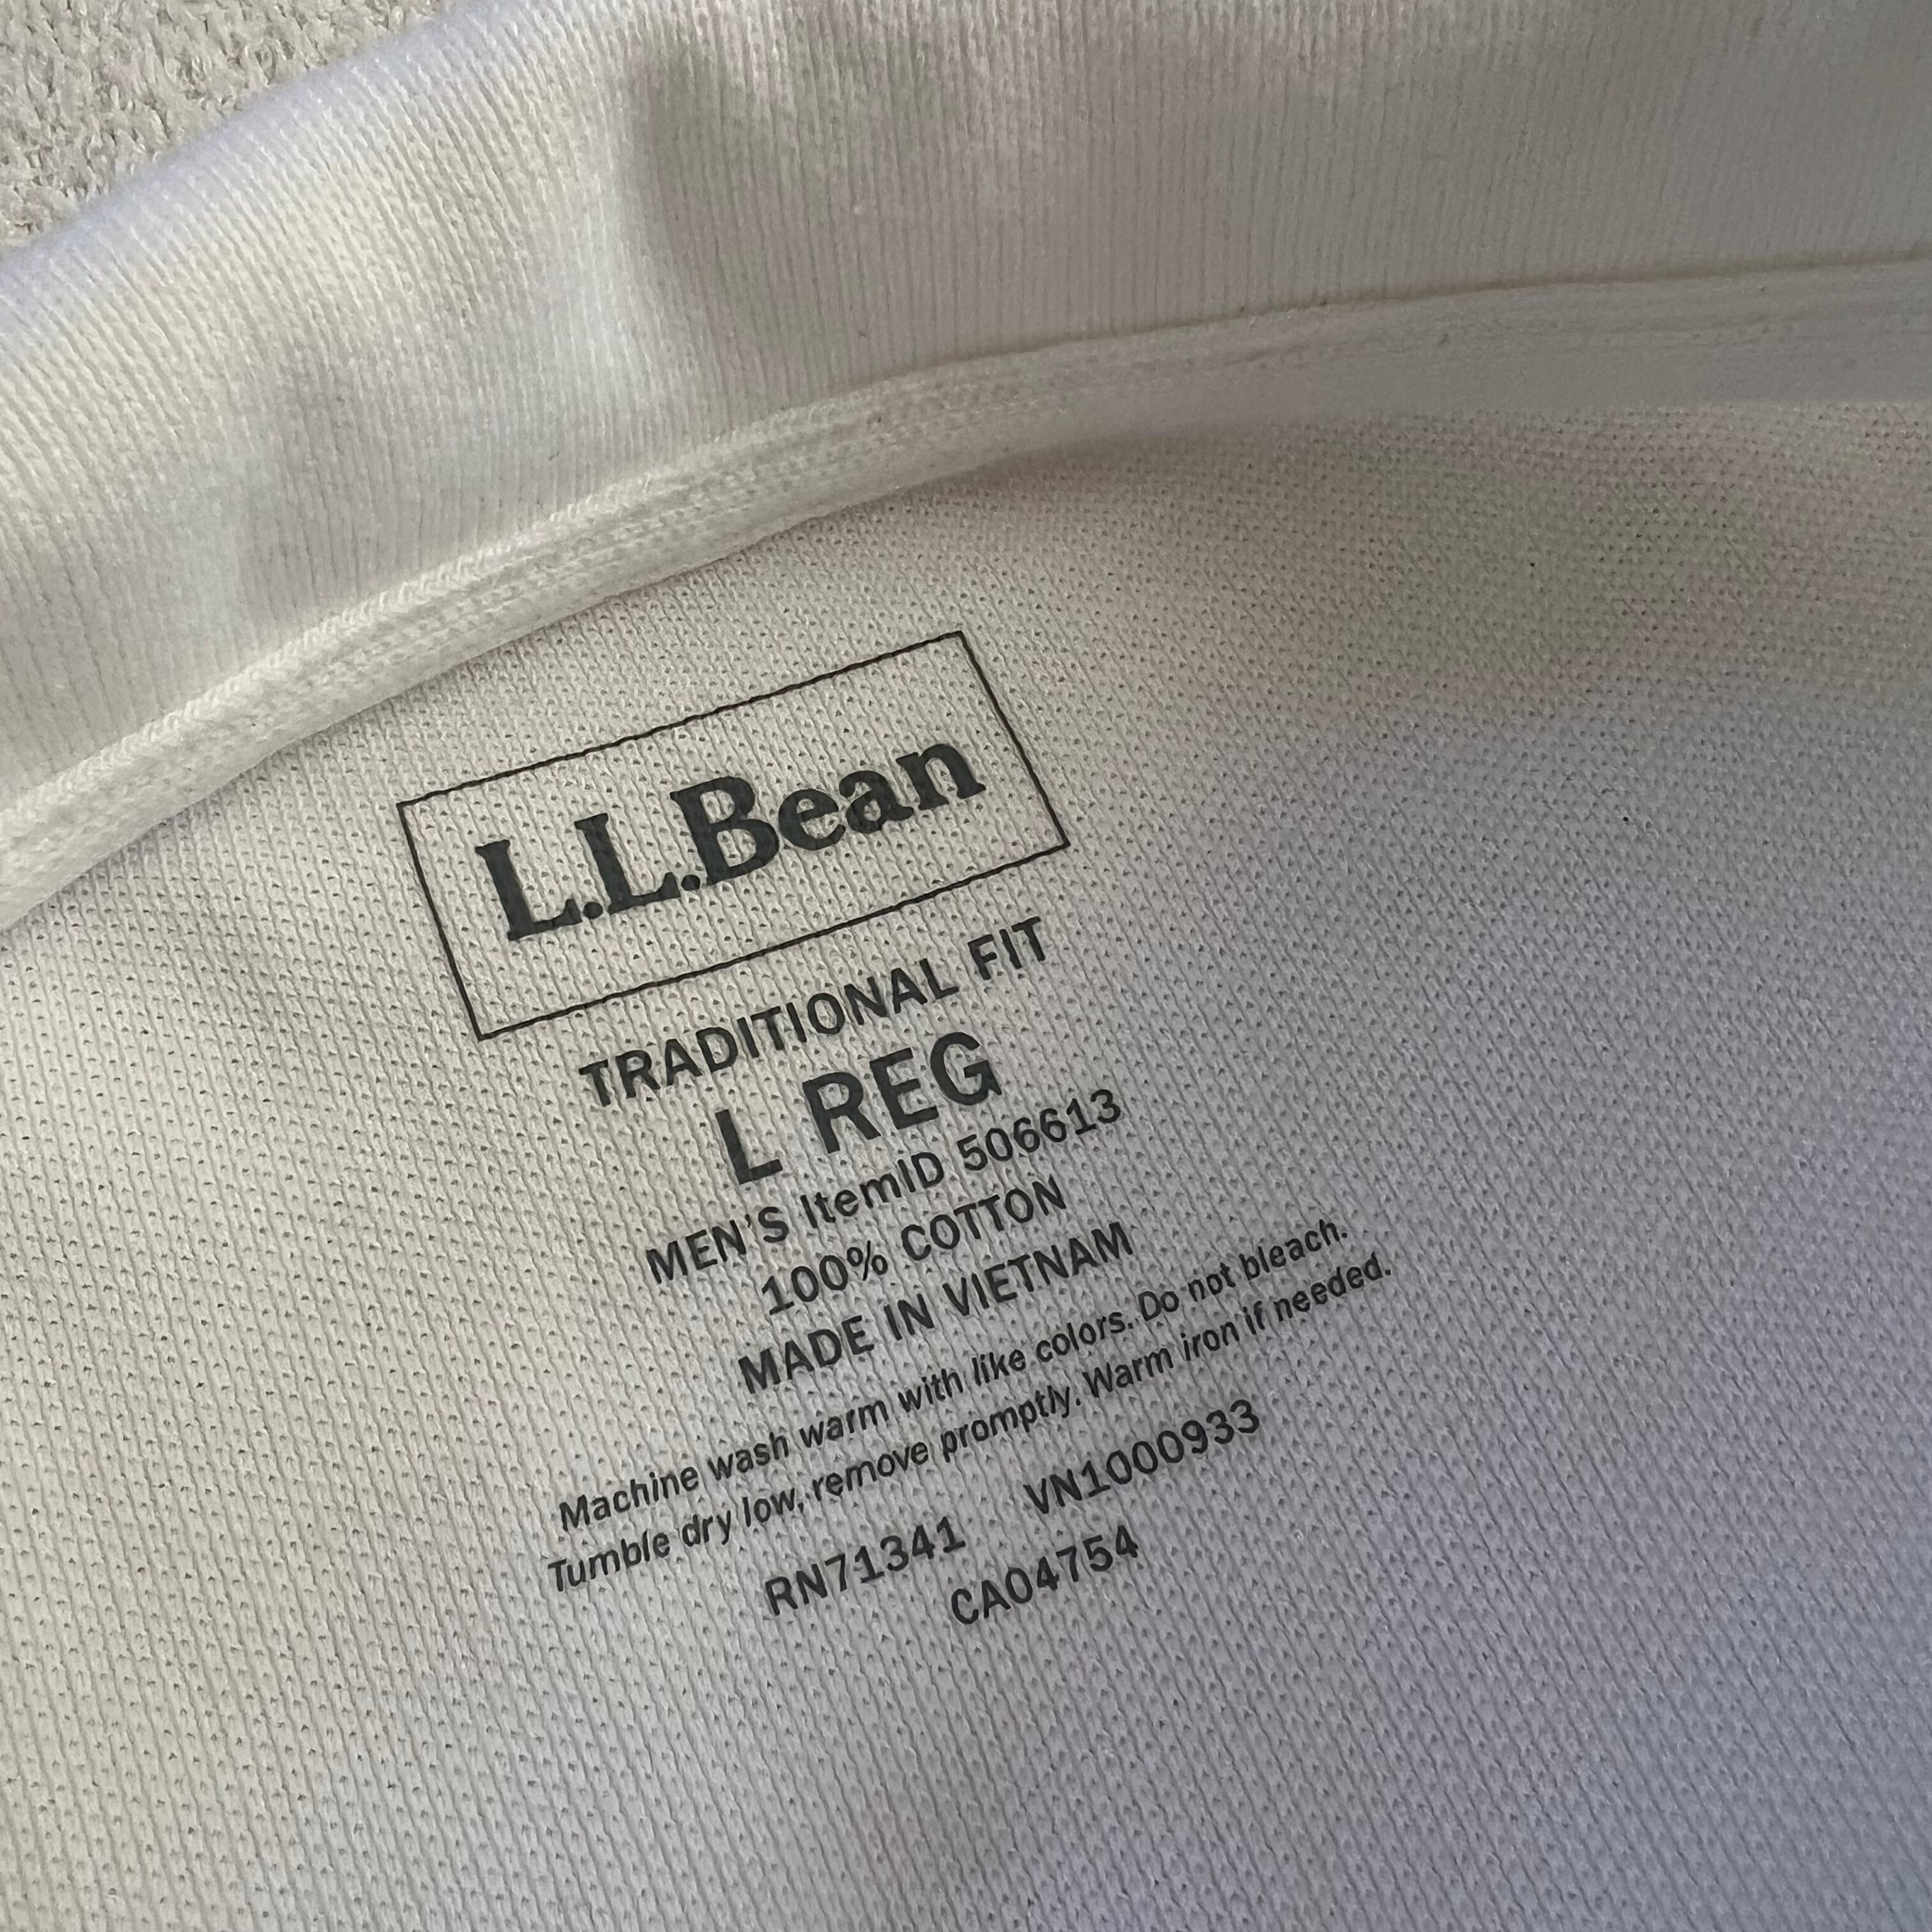 L.L.Bean
TRADITIONAL FIT
L REG
MEN'S ItemID 506613
100% COTTON
MADE IN VIETNAM
Machine wash warm with like colors. Do not bleach.
Tumble dry low, remove promptly. Warm iron if needed.
RN71341 VN1000933
CA04754